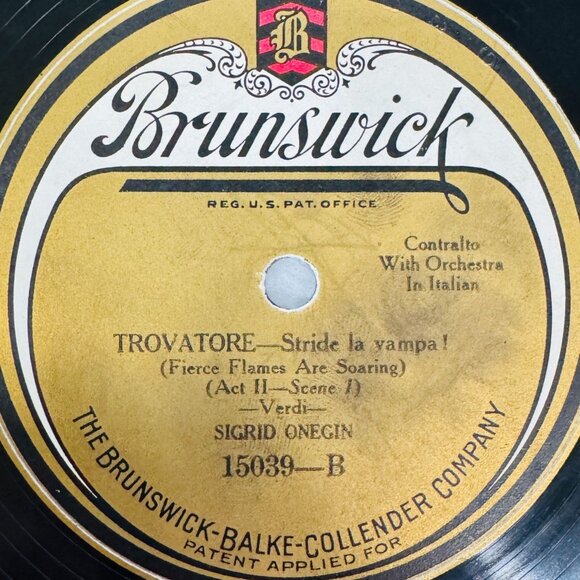 B
Brunswick
REG. U.S. PAT. OFFICE
Contralto
With Orchestra
In Italian
TROVATORE—Stride la vampa!
(Fierce Flames Are Soaring)
(Act II—Scene I)
—Verdi—
SIGRID ONEGIN
15039—B
THE BRUNSWICK-BALKE-COLLENDER COMPANY
PATENT APPLIED FOR